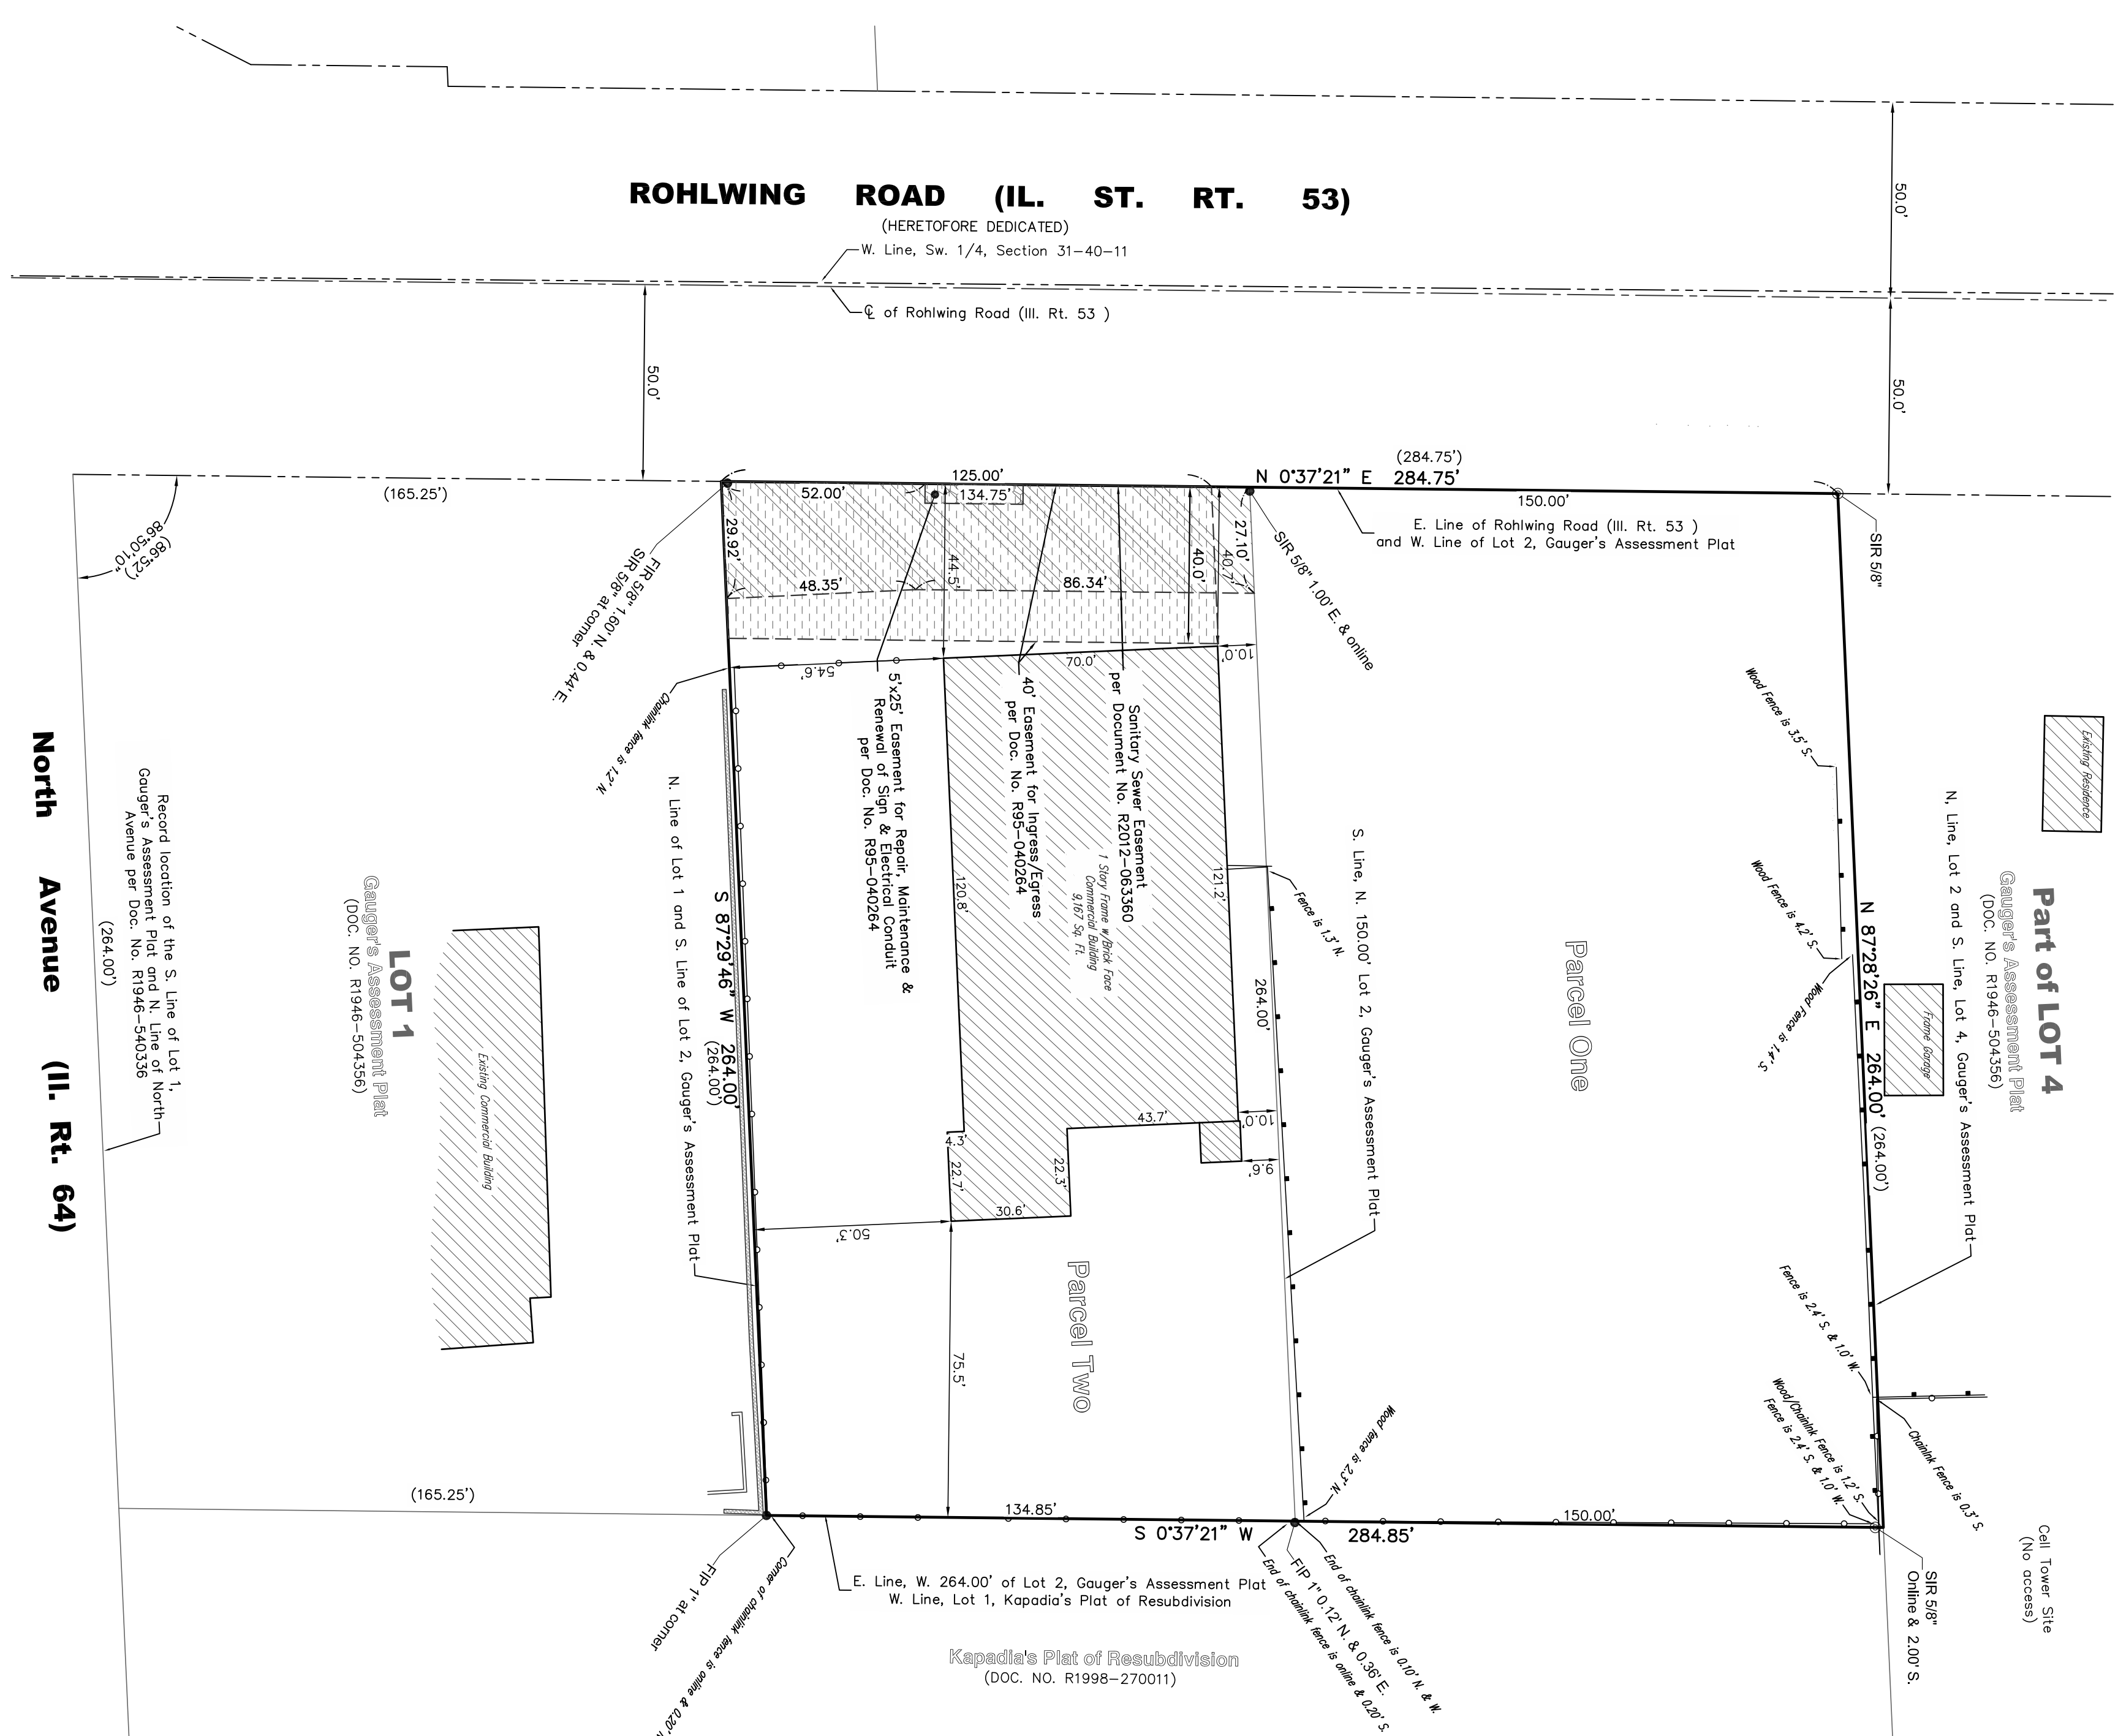 ROHLWING ROAD (IL. ST. RT. 53)
(HERETOFORE DEDICATED)
W. Line, Sw. 1/4, Section 31-40-11
℄ of Rohlwing Road (Ill. Rt. 53 )
50.0'
50.0'
50.0'
(284.75')
N 0°37'21" E 284.75'
125.00'
52.00'
134.75'
150.00'
(165.25')
E. Line of Rohlwing Road (Ill. Rt. 53 )
and W. Line of Lot 2, Gauger's Assessment Plat
SIR 5/8"
86°50'10"
(86°52')
FIR 5/8" 1.60' N. & 0.44' E.
SIR 5/8" at corner
SIR 5/8" 1.00' E. & online
29.92'
48.35'
44.5'
86.34'
40.0'
40.7'
27.10'
10.0'
70.0'
54.6'
Chainlink fence is 1.2' N.
5'x25' Easement for Repair, Maintenance &
Renewal of Sign & Electrical Conduit
per Doc. No. R95-040264
40' Easement for Ingress/Egress
per Doc. No. R95-040264
Sanitary Sewer Easement
per Document No. R2012-063360
1 Story Frame w/Brick Face
Commercial Building
9,167 Sq. Ft.
120.8'
121.2'
Fence is 1.3' N.
264.00'
S. Line, N. 150.00' Lot 2, Gauger's Assessment Plat
Parcel One
Wood Fence is 3.5' S.
Wood Fence is 4.2' S.
Wood Fence is 1.4' S.
N 87°28'26" E 264.00' (264.00')
N. Line, Lot 2 and S. Line, Lot 4, Gauger's Assessment Plat
Existing Residence
Frame Garage
Part of LOT 4
Gauger's Assessment Plat
(DOC. NO. R1946-504356)
North Avenue (Il. Rt. 64)
Record location of the S. Line of Lot 1,
Gauger's Assessment Plat and N. Line of North
Avenue per Doc. No. R1946-540336
(264.00')
LOT 1
Gauger's Assessment Plat
(DOC. NO. R1946-504356)
Existing Commercial Building
N. Line of Lot 1 and S. Line of Lot 2, Gauger's Assessment Plat
S 87°29'46" W 264.00'
(264.00')
4.3'
22.7'
22.3'
43.7'
10.0'
9.6'
30.6'
50.3'
75.5'
Parcel Two
Wood fence is 2.3' N.
Fence is 2.4' S. & 1.0' W.
Wood/Chainlnk Fence is 1.2' S.
Fence is 2.4' S. & 1.0' W.
Chainlnk Fence is 0.3' S.
(165.25')
134.85'
S 0°37'21" W 284.85'
150.00'
FIP 1" at corner
Corner of chainlink fence is online & 0.20'
E. Line, W. 264.00' of Lot 2, Gauger's Assessment Plat
W. Line, Lot 1, Kapadia's Plat of Resubdivision
End of chainlink fence is 0.10' N. & W.
FIP 1" 0.12' N. & 0.36' E.
End of chainlink fence is online & 0.20' S.
SIR 5/8"
Online & 2.00' S.
Cell Tower Site
(No access)
Kapadia's Plat of Resubdivision
(DOC. NO. R1998-270011)